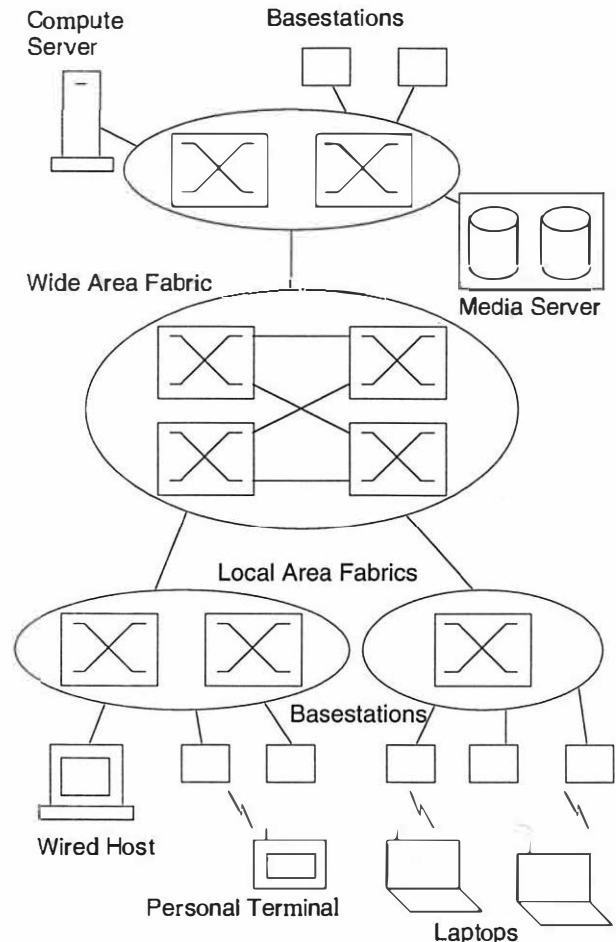 Compute
Server
Basestations
Wide Area Fabric
Media Server
Local Area Fabrics
Basestations
Wired Host
Personal Terminal
Laptops